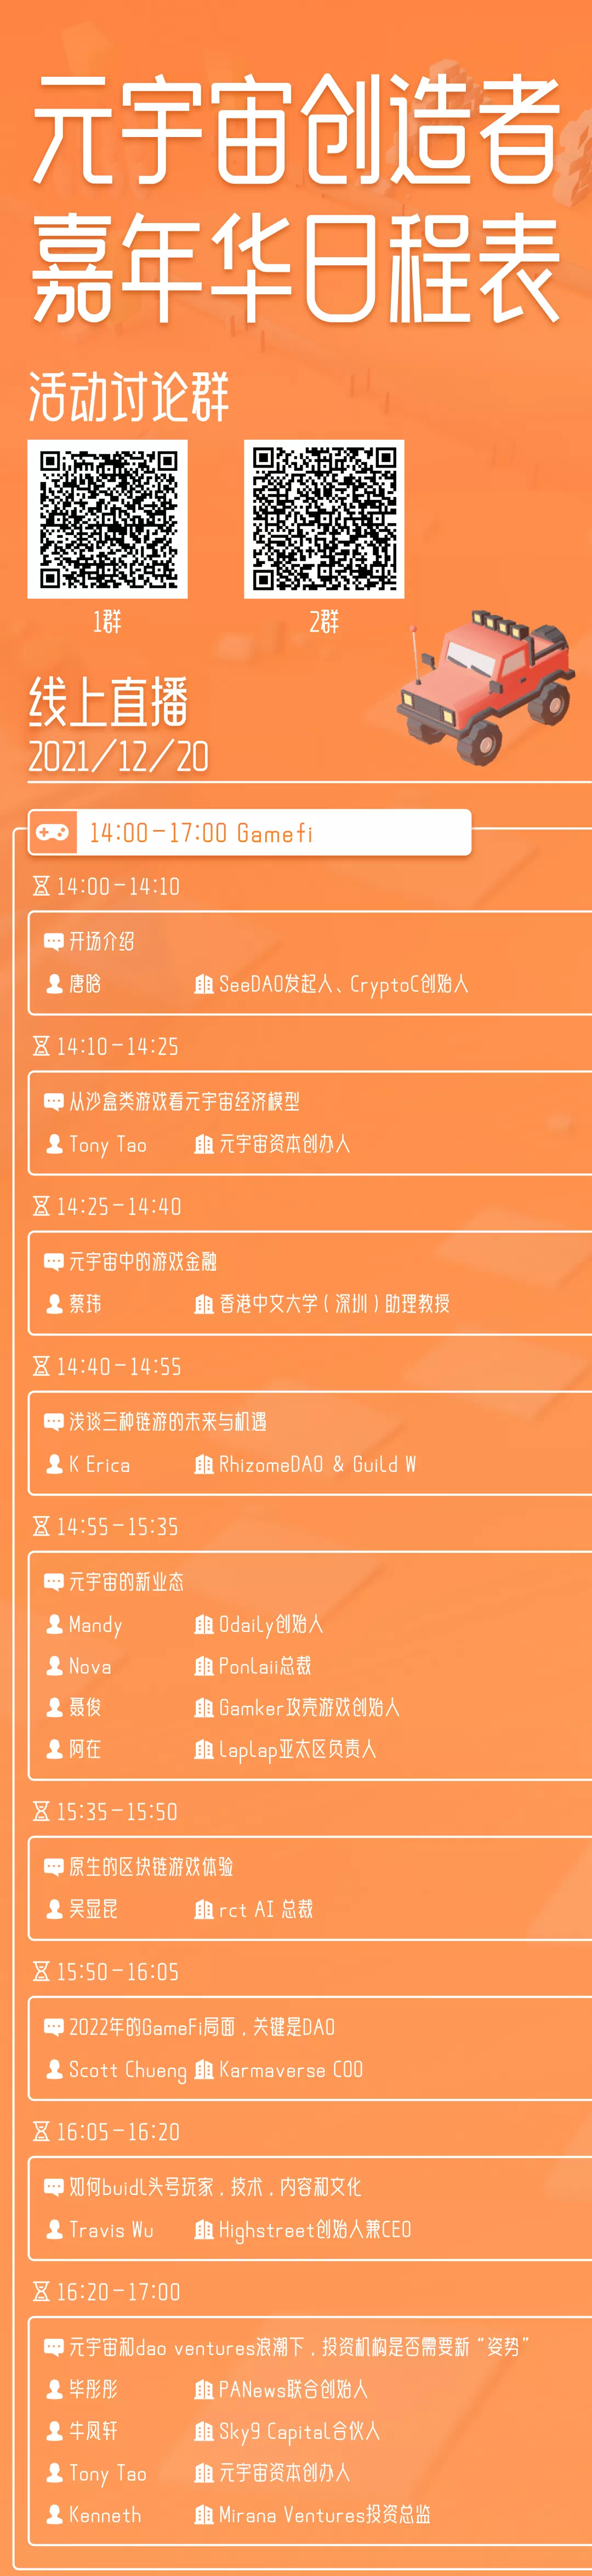 元宇宙创造者
嘉年华日程表
活动讨论群
1群 2群
线上直播
2021/12/20
14:00-17:00 Gamefi
14:00-14:10
开场介绍
唐晗 SeeDAO发起人、CryptoC创始人
14:10-14:25
从沙盒类游戏看元宇宙经济模型
Tony Tao 元宇宙资本创办人
14:25-14:40
元宇宙中的游戏金融
蔡玮 香港中文大学(深圳)助理教授
14:40-14:55
浅谈三种链游的未来与机遇
K Erica RhizomeDAO & Guild W
14:55-15:35
元宇宙的新业态
Mandy Odaily创始人
Nova Ponlaii总裁
聂俊 Gamker攻壳游戏创始人
阿在 Laplap亚太区负责人
15:35-15:50
原生的区块链游戏体验
吴显昆 rct AI 总裁
15:50-16:05
2022年的GameFi局面，关键是DAO
Scott Chueng Karmaverse COO
16:05-16:20
如何buidl头号玩家，技术，内容和文化
Travis Wu Highstreet创始人兼CEO
16:20-17:00
元宇宙和dao ventures浪潮下，投资机构是否需要新“姿势”
毕彤彤 PANews联合创始人
牛凤轩 Sky9 Capital合伙人
Tony Tao 元宇宙资本创办人
Kenneth Mirana Ventures投资总监